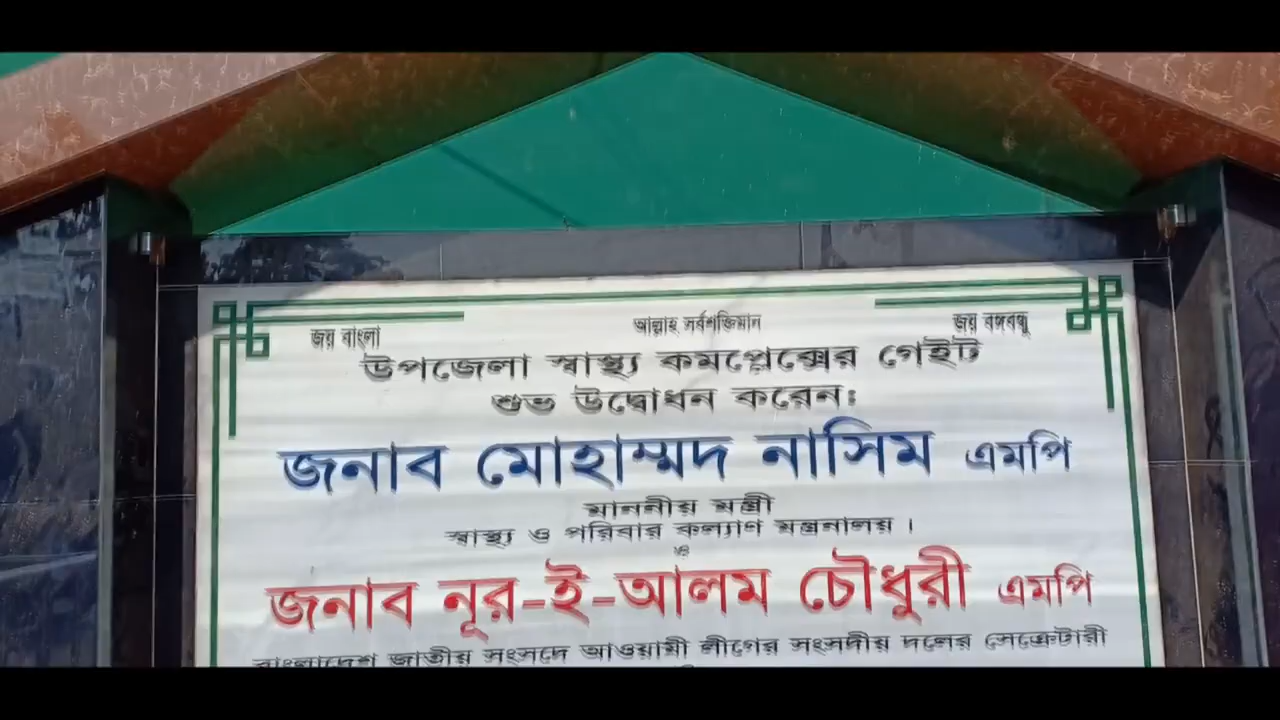 জয় বাংলা আল্লাহ সর্বশক্তিমান জয় বঙ্গবন্ধু
উপজেলা স্বাস্থ্য কমপ্লেক্সের গেইট
শুভ উদ্বোধন করেন:
জনাব মোহাম্মদ নাসিম এমপি
মাননীয় মন্ত্রী
স্বাস্থ্য ও পরিবার কল্যাণ মন্ত্রনালয় ।
ও
জনাব নূর-ই-আলম চৌধুরী এমপি
বাংলাদেশ জাতীয় সংসদে আওয়ামী লীগের সংসদীয় দলের সেক্রেটারী